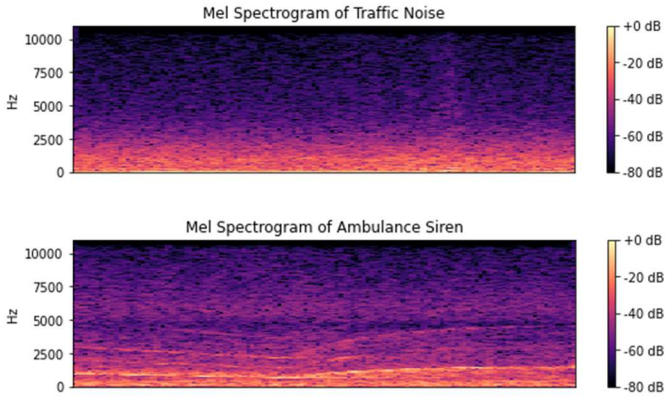 Mel Spectrogram of Traffic Noise
10000
7500
5000
2500
0
Hz
+0 dB
-20 dB
-40 dB
-60 dB
-80 dB
Mel Spectrogram of Ambulance Siren
10000
7500
5000
2500
0
Hz
+0 dB
-20 dB
-40 dB
-60 dB
-80 dB